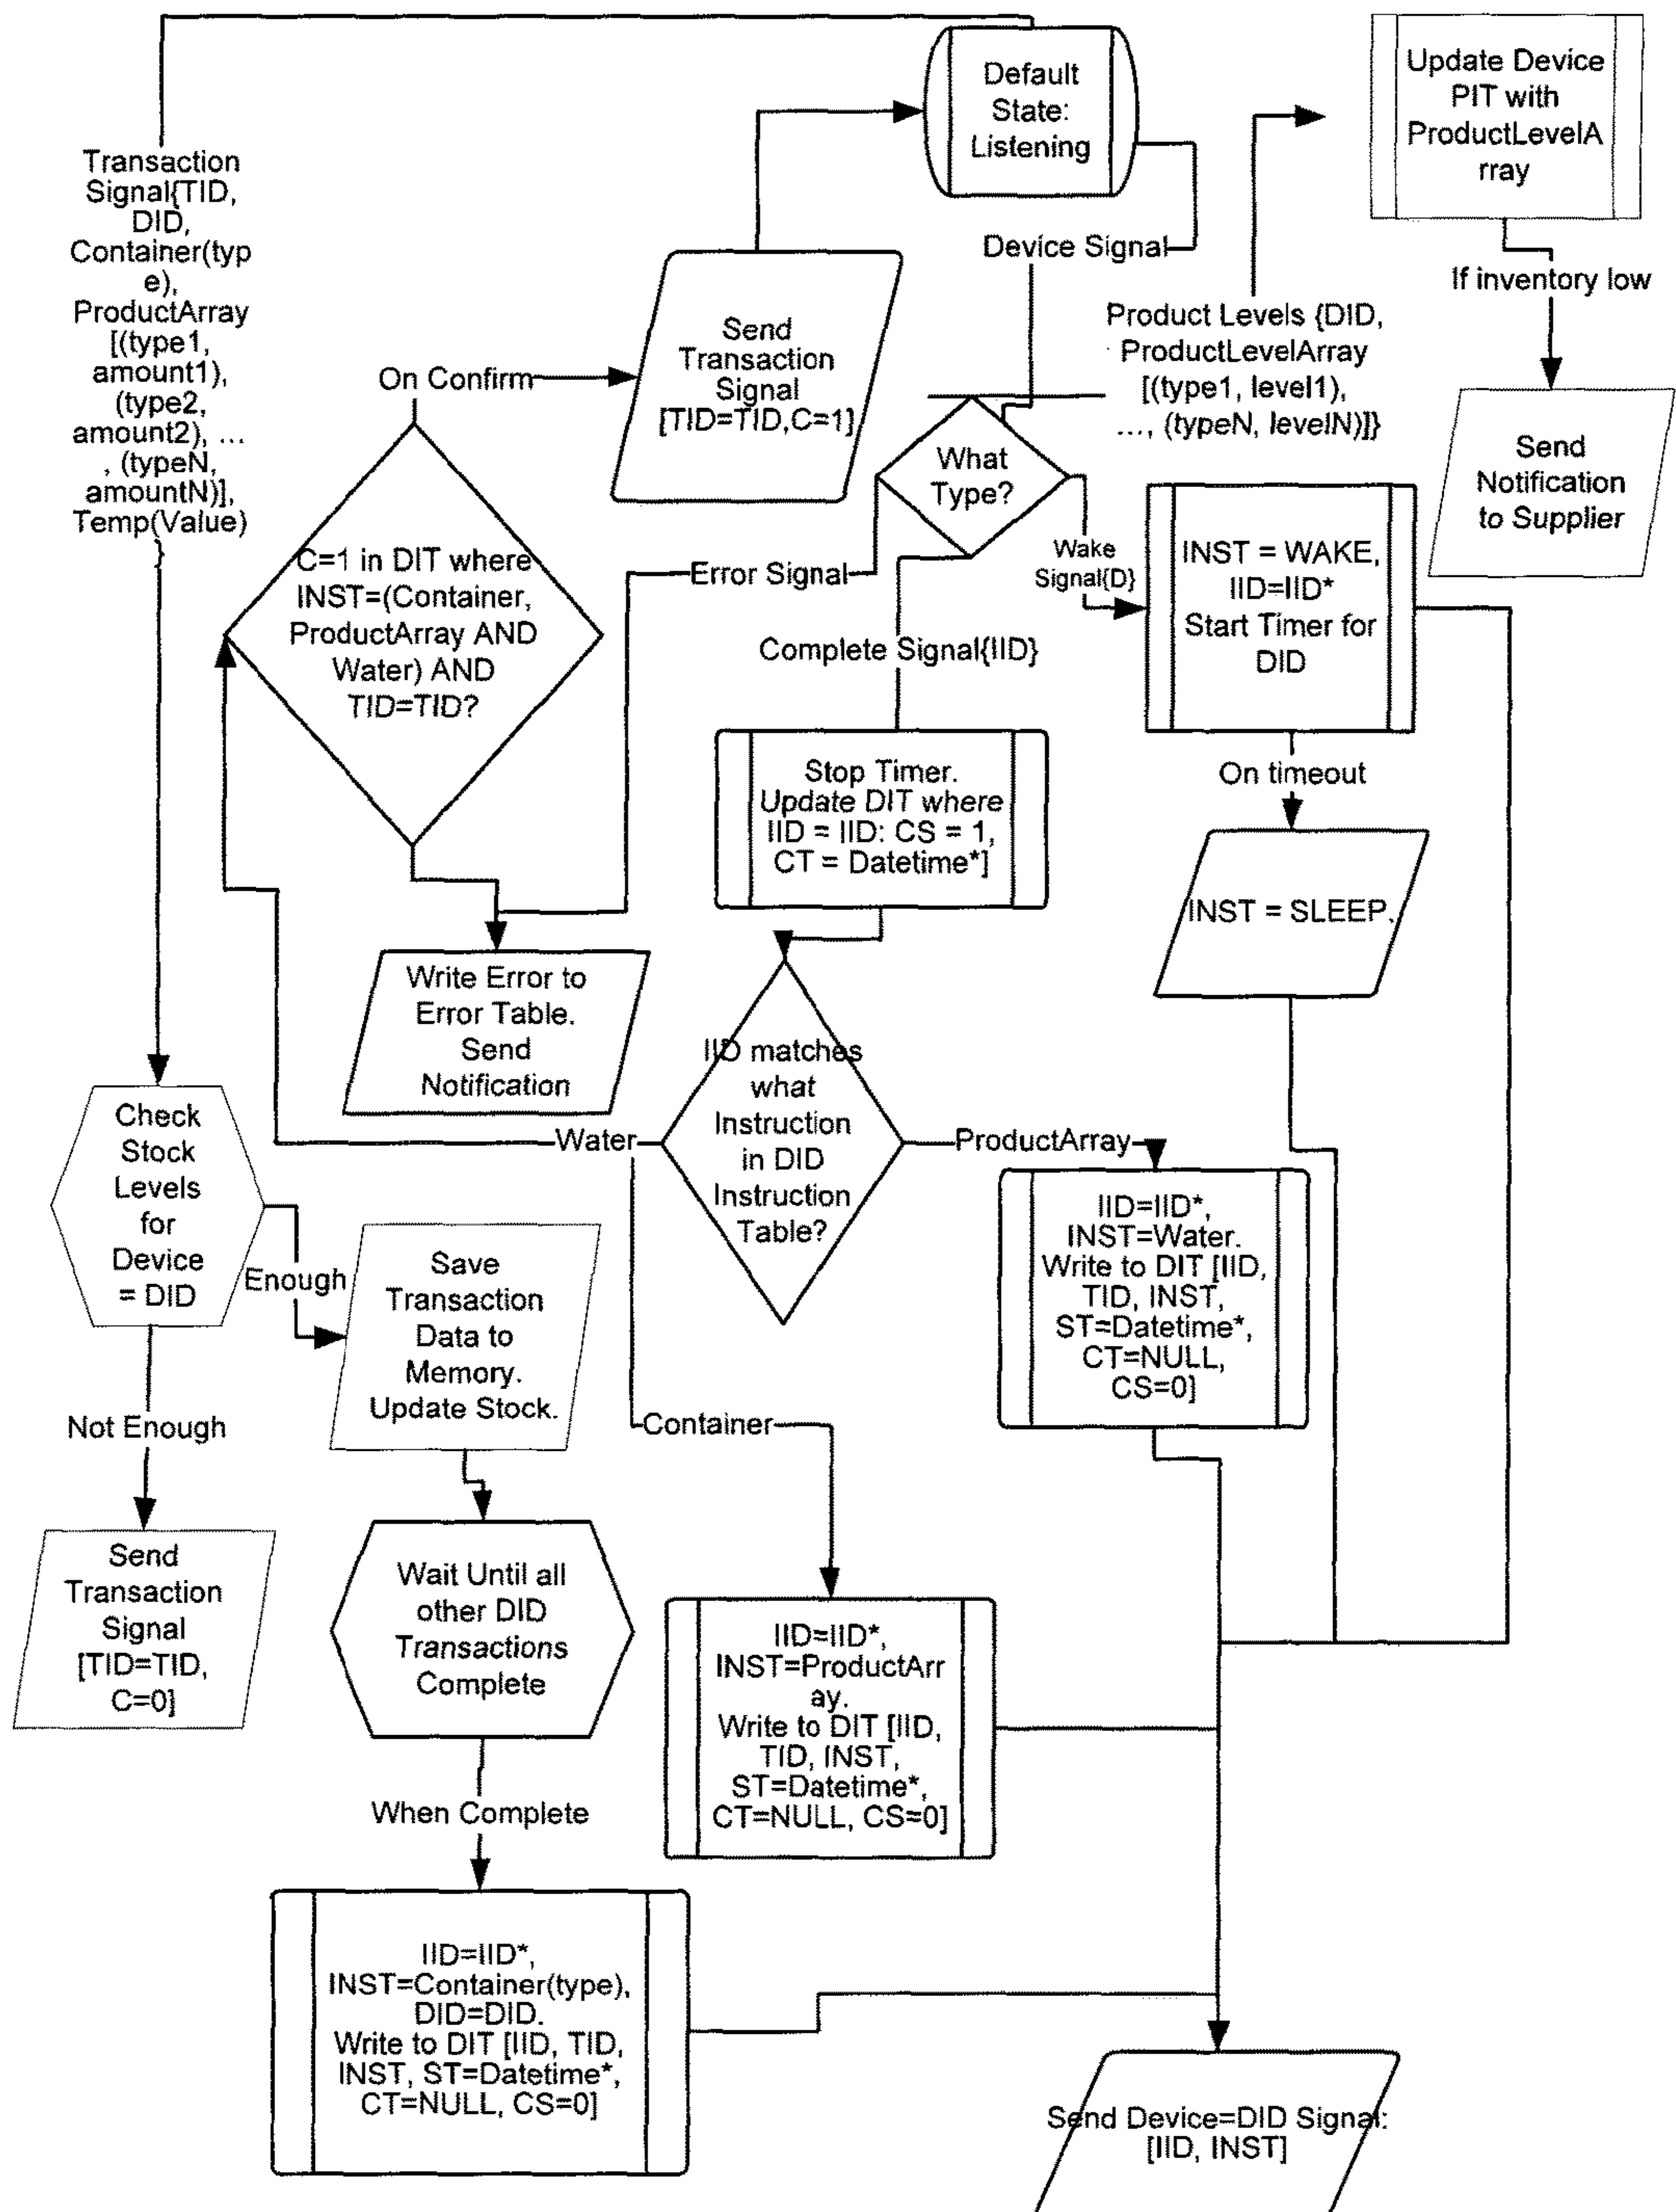 Default
State:
Listening
Update Device
PIT with
ProductLevelA
rray
Transaction
Signal{TID,
DID,
Container(typ
e),
ProductArray
[(type1,
amount1),
(type2,
amount2), ...
, (typeN,
amountN)],
Temp(Value)
}
Device Signal
If inventory low
Send
Transaction
Signal
[TID=TID,C=1]
Product Levels {DID,
ProductLevelArray
[(type1, level1),
..., (typeN, levelN)]}
On Confirm
What
Type?
Send
Notification
to Supplier
C=1 in DIT where
INST=(Container,
ProductArray AND
Water) AND
TID=TID?
Error Signal
Wake
Signal{D}
INST = WAKE,
IID=IID*
Start Timer for
DID
Complete Signal{IID}
Stop Timer.
Update DIT where
IID = IID: CS = 1,
CT = Datetime*]
On timeout
INST = SLEEP.
Write Error to
Error Table.
Send
Notification
IID matches
what
Instruction
in DID
Instruction
Table?
Water
ProductArray
Check
Stock
Levels
for
Device
= DID
Enough
Save
Transaction
Data to
Memory.
Update Stock.
IID=IID*,
INST=Water.
Write to DIT [IID,
TID, INST,
ST=Datetime*,
CT=NULL,
CS=0]
Not Enough
Container
Send
Transaction
Signal
[TID=TID,
C=0]
Wait Until all
other DID
Transactions
Complete
IID=IID*,
INST=ProductArr
ay.
Write to DIT [IID,
TID, INST,
ST=Datetime*,
CT=NULL, CS=0]
When Complete
IID=IID*,
INST=Container(type),
DID=DID.
Write to DIT [IID, TID,
INST, ST=Datetime*,
CT=NULL, CS=0]
Send Device=DID Signal:
[IID, INST]